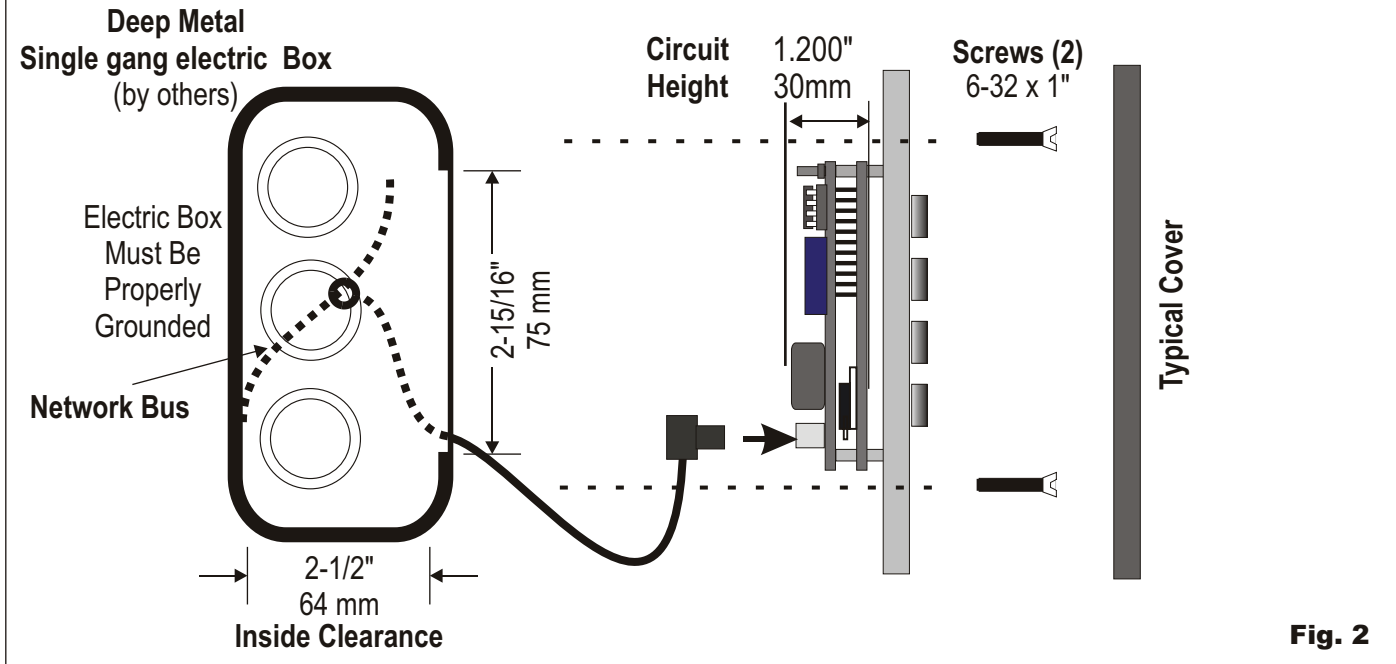 Deep Metal
Single gang electric Box
(by others)
Electric Box
Must Be
Properly
Grounded
Network Bus
2-15/16"
75 mm
2-1/2"
64 mm
Inside Clearance
Circuit 1.200"
Height 30mm
Screws (2)
6-32 x 1"
Typical Cover
Fig. 2